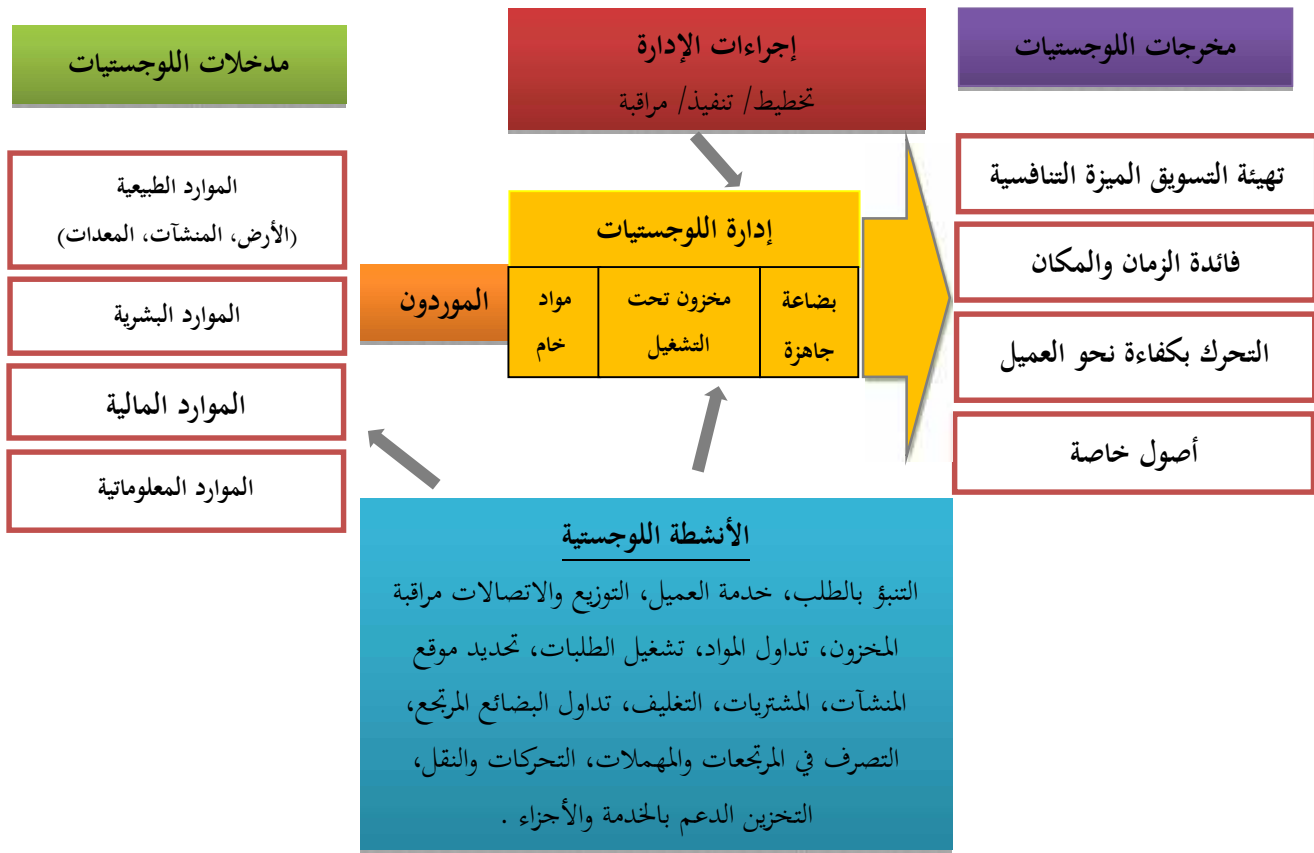 مدخلات اللوجستيات
إجراءات الإدارة
تخطيط/ تنفيذ/ مراقبة
مخرجات اللوجستيات
الموارد الطبيعية
(الأرض، المنشآت، المعدات)
الموارد البشرية
الموارد المالية
الموارد المعلوماتية
الموردون
إدارة اللوجستيات
مواد
خام
مخزون تحت
التشغيل
بضاعة
جاهزة
تهيئة التسويق الميزة التنافسية
فائدة الزمان والمكان
التحرك بكفاءة نحو العميل
أصول خاصة
الأنشطة اللوجستية
التنبؤ بالطلب، خدمة العميل، التوزيع والاتصالات مراقبة
المخزون، تداول المواد، تشغيل الطلبات، تحديد موقع
المنشآت، المشتريات، التغليف، تداول البضائع المرتجع،
التصرف في المرتجعات والمهملات، التحركات والنقل،
التخزين الدعم بالخدمة والأجزاء .